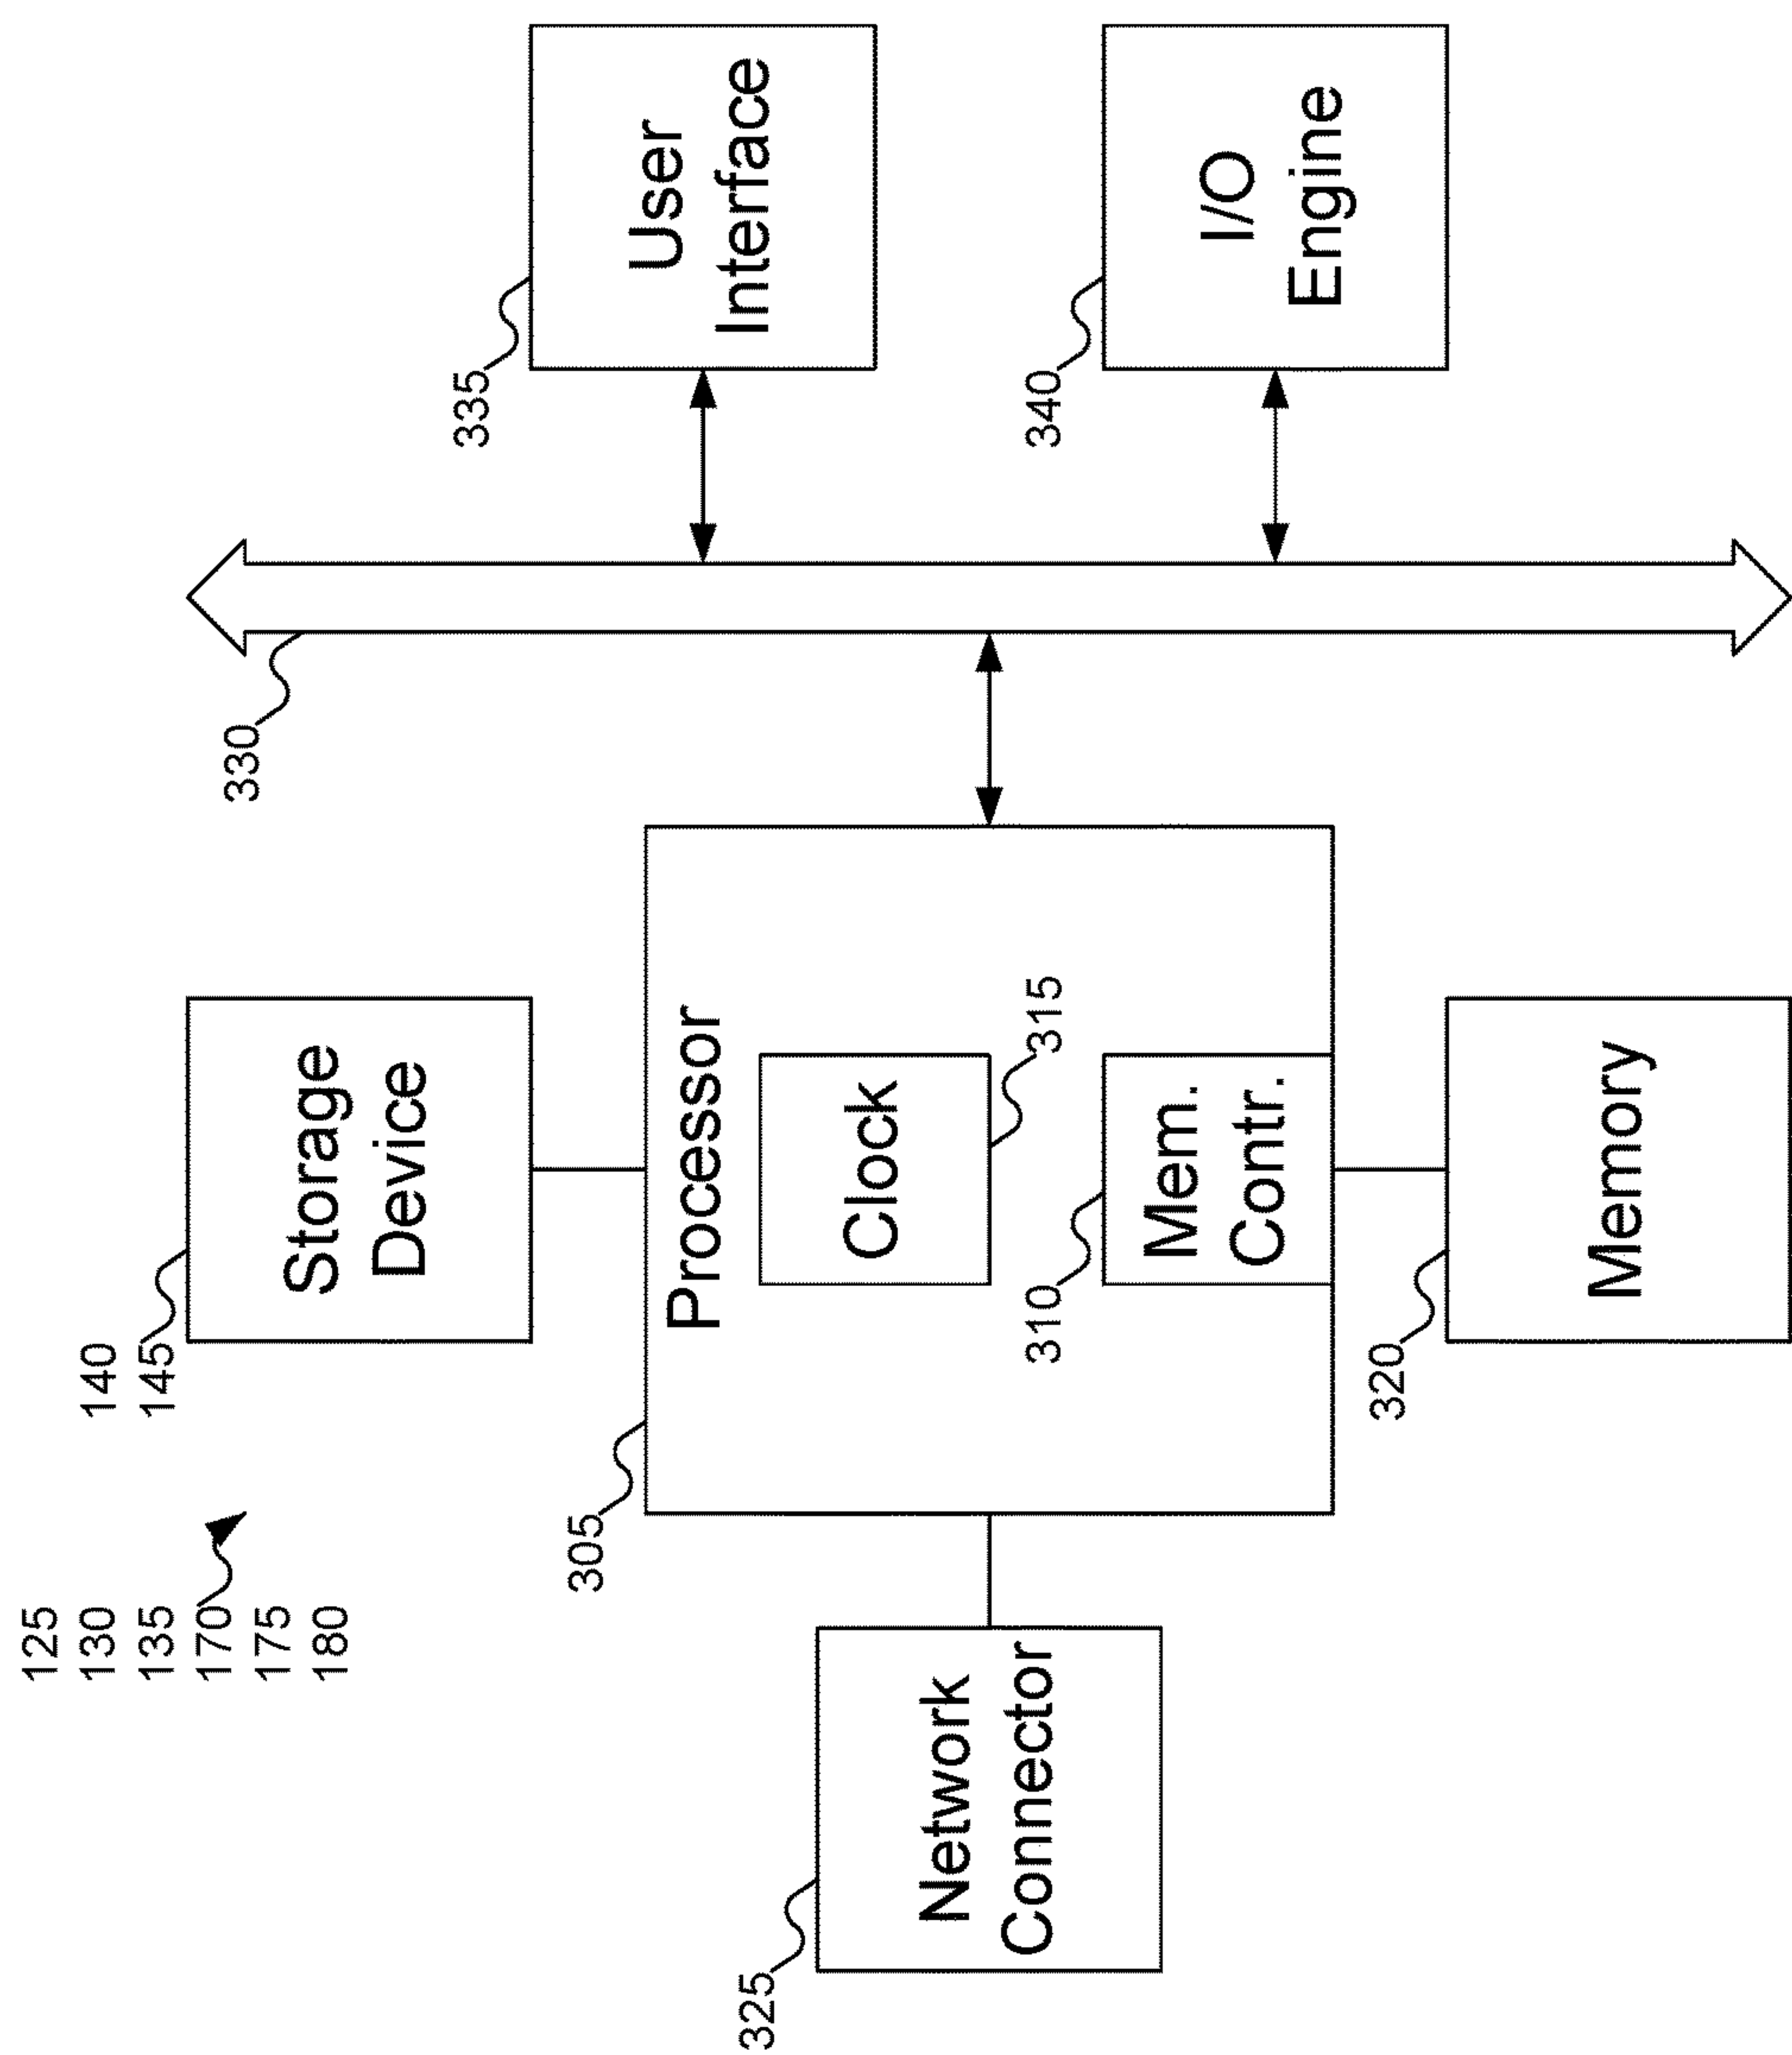 125
130
135
170
175
180
140
145
Storage
Device
330
335
User
Interface
305
Processor
325
Network
Connector
Clock
315
310
Mem.
Contr.
340
I/O
Engine
320
Memory